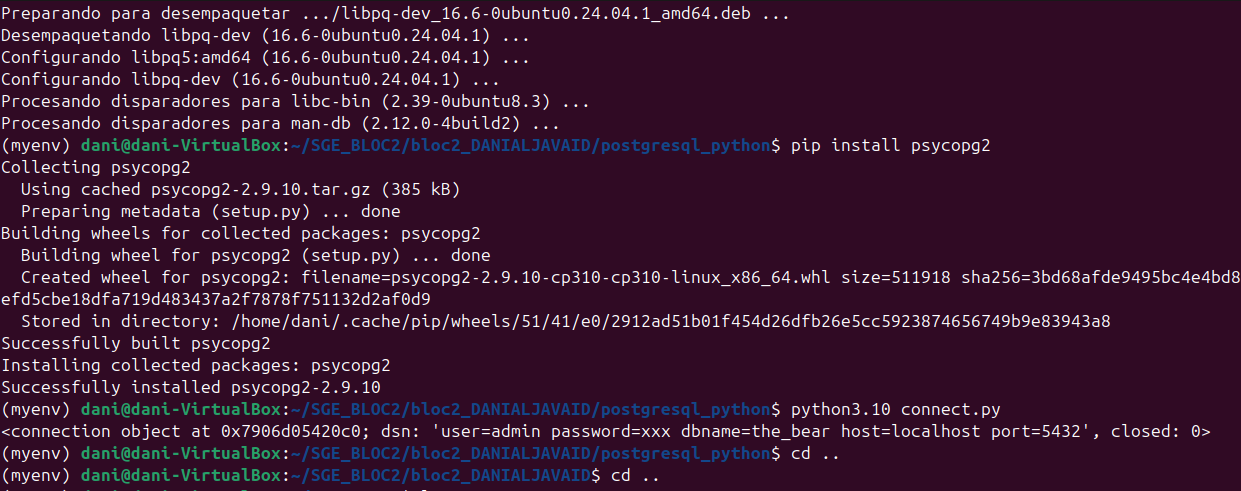 Preparando para desempaquetar .../libpq-dev_16.6-0ubuntu0.24.04.1_amd64.deb ...
Desempaquetando libpq-dev (16.6-0ubuntu0.24.04.1) ...
Configurando libpq5:amd64 (16.6-0ubuntu0.24.04.1) ...
Configurando libpq-dev (16.6-0ubuntu0.24.04.1) ...
Procesando disparadores para libc-bin (2.39-0ubuntu8.3) ...
Procesando disparadores para man-db (2.12.0-4build2) ...
(myenv) dani@dani-VirtualBox:~/SGE_BLOC2/bloc2_DANIALJAVAID/postgresql_python$ pip install psycopg2
Collecting psycopg2
  Using cached psycopg2-2.9.10.tar.gz (385 kB)
  Preparing metadata (setup.py) ... done
Building wheels for collected packages: psycopg2
  Building wheel for psycopg2 (setup.py) ... done
  Created wheel for psycopg2: filename=psycopg2-2.9.10-cp310-cp310-linux_x86_64.whl size=511918 sha256=3bd68afde9495bc4e4bd8
efd5cbe18dfa719d483437a2f7878f751132d2af0d9
  Stored in directory: /home/dani/.cache/pip/wheels/51/41/e0/2912ad51b01f454d26dfb26e5cc5923874656749b9e83943a8
Successfully built psycopg2
Installing collected packages: psycopg2
Successfully installed psycopg2-2.9.10
(myenv) dani@dani-VirtualBox:~/SGE_BLOC2/bloc2_DANIALJAVAID/postgresql_python$ python3.10 connect.py
<connection object at 0x7906d05420c0; dsn: 'user=admin password=xxx dbname=the_bear host=localhost port=5432', closed: 0>
(myenv) dani@dani-VirtualBox:~/SGE_BLOC2/bloc2_DANIALJAVAID/postgresql_python$ cd ..
(myenv) dani@dani-VirtualBox:~/SGE_BLOC2/bloc2_DANIALJAVAID$ cd ..